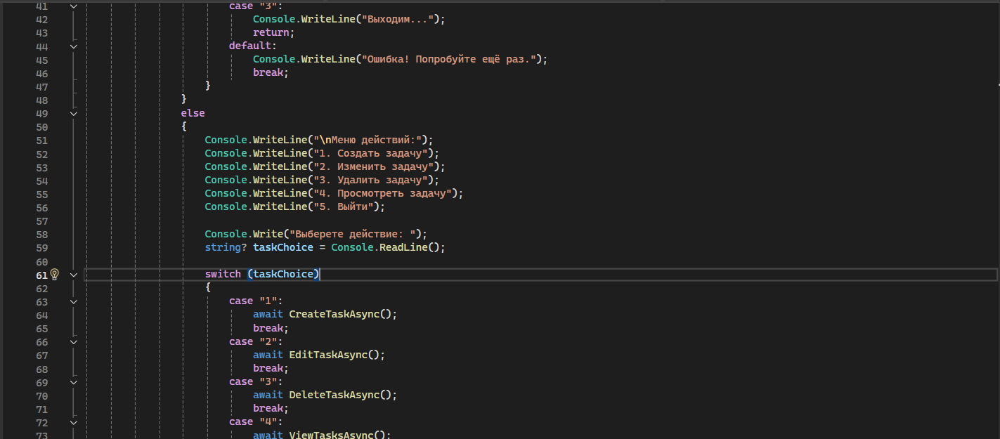 41 case "3":
42 Console.WriteLine("Выходим...");
43 return;
44 default:
45 Console.WriteLine("Ошибка! Попробуйте ещё раз.");
46 break;
47 }
48 }
49 else
50 {
51 Console.WriteLine("\nМеню действий:");
52 Console.WriteLine("1. Создать задачу");
53 Console.WriteLine("2. Изменить задачу");
54 Console.WriteLine("3. Удалить задачу");
55 Console.WriteLine("4. Просмотреть задачу");
56 Console.WriteLine("5. Выйти");
57
58 Console.Write("Выберете действие: ");
59 string? taskChoice = Console.ReadLine();
60
61 switch (taskChoice)
62 {
63 case "1":
64 await CreateTaskAsync();
65 break;
66 case "2":
67 await EditTaskAsync();
68 break;
69 case "3":
70 await DeleteTaskAsync();
71 break;
72 case "4":
73 await ViewTasksAsync();